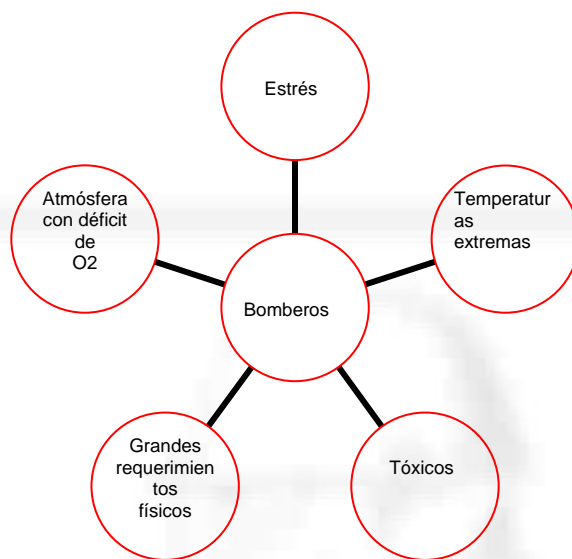 Estrés
Atmósfera
con déficit
de
O2
Temperatur
as
extremas
Bomberos
Grandes
requerimien
tos
físicos
Tóxicos